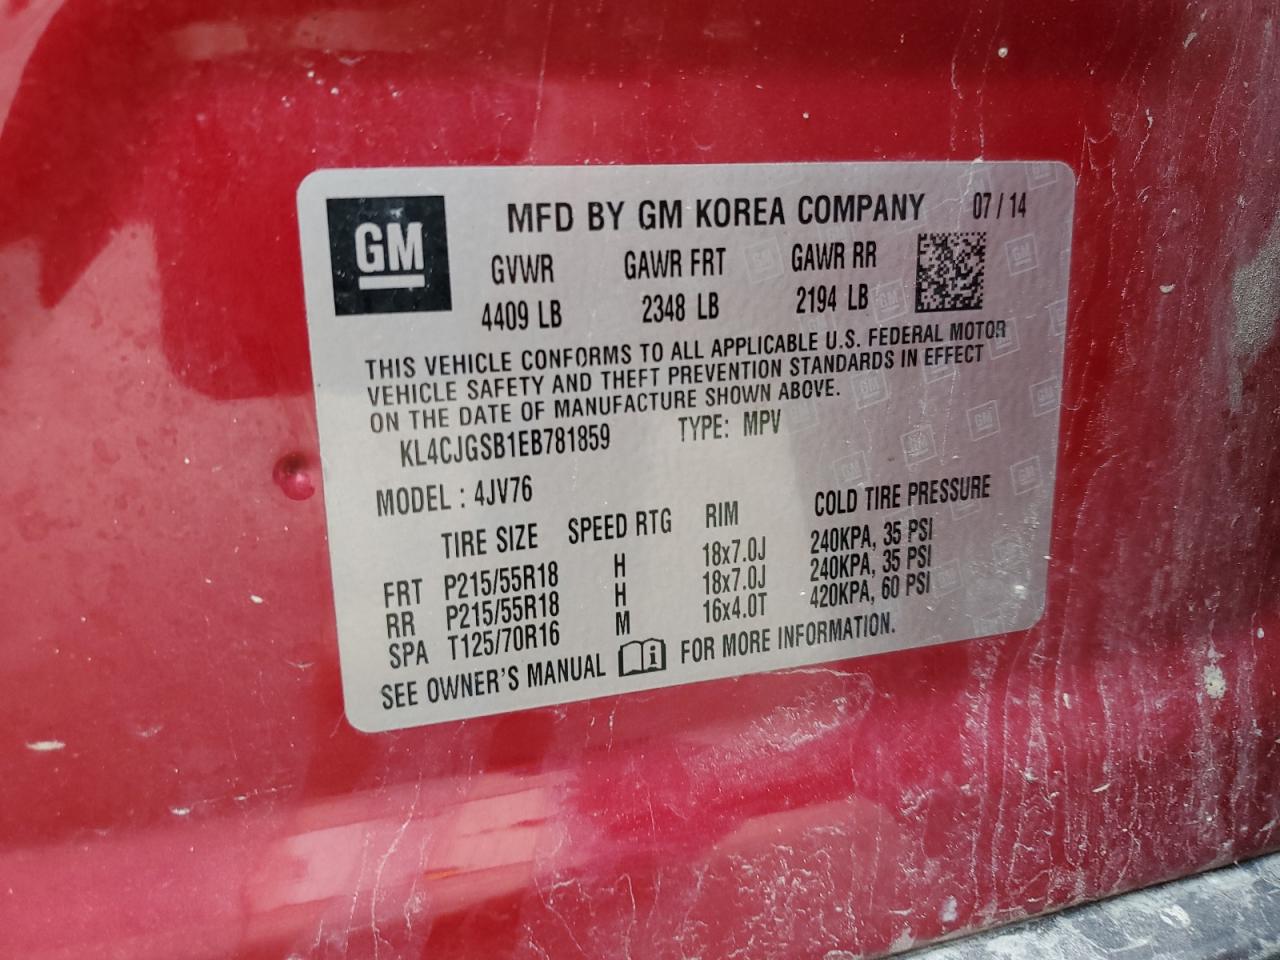 GM MFD BY GM KOREA COMPANY 07/14
GVWR GAWR FRT GAWR RR
4409 LB 2348 LB 2194 LB
THIS VEHICLE CONFORMS TO ALL APPLICABLE U.S. FEDERAL MOTOR
VEHICLE SAFETY AND THEFT PREVENTION STANDARDS IN EFFECT
ON THE DATE OF MANUFACTURE SHOWN ABOVE.
KL4CJGSB1EB781859 TYPE: MPV
MODEL : 4JV76
TIRE SIZE SPEED RTG RIM COLD TIRE PRESSURE
FRT P215/55R18 H 18x7.0J 240KPA, 35 PSI
RR P215/55R18 H 18x7.0J 240KPA, 35 PSI
SPA T125/70R16 M 16x4.0T 420KPA, 60 PSI
SEE OWNER'S MANUAL FOR MORE INFORMATION.